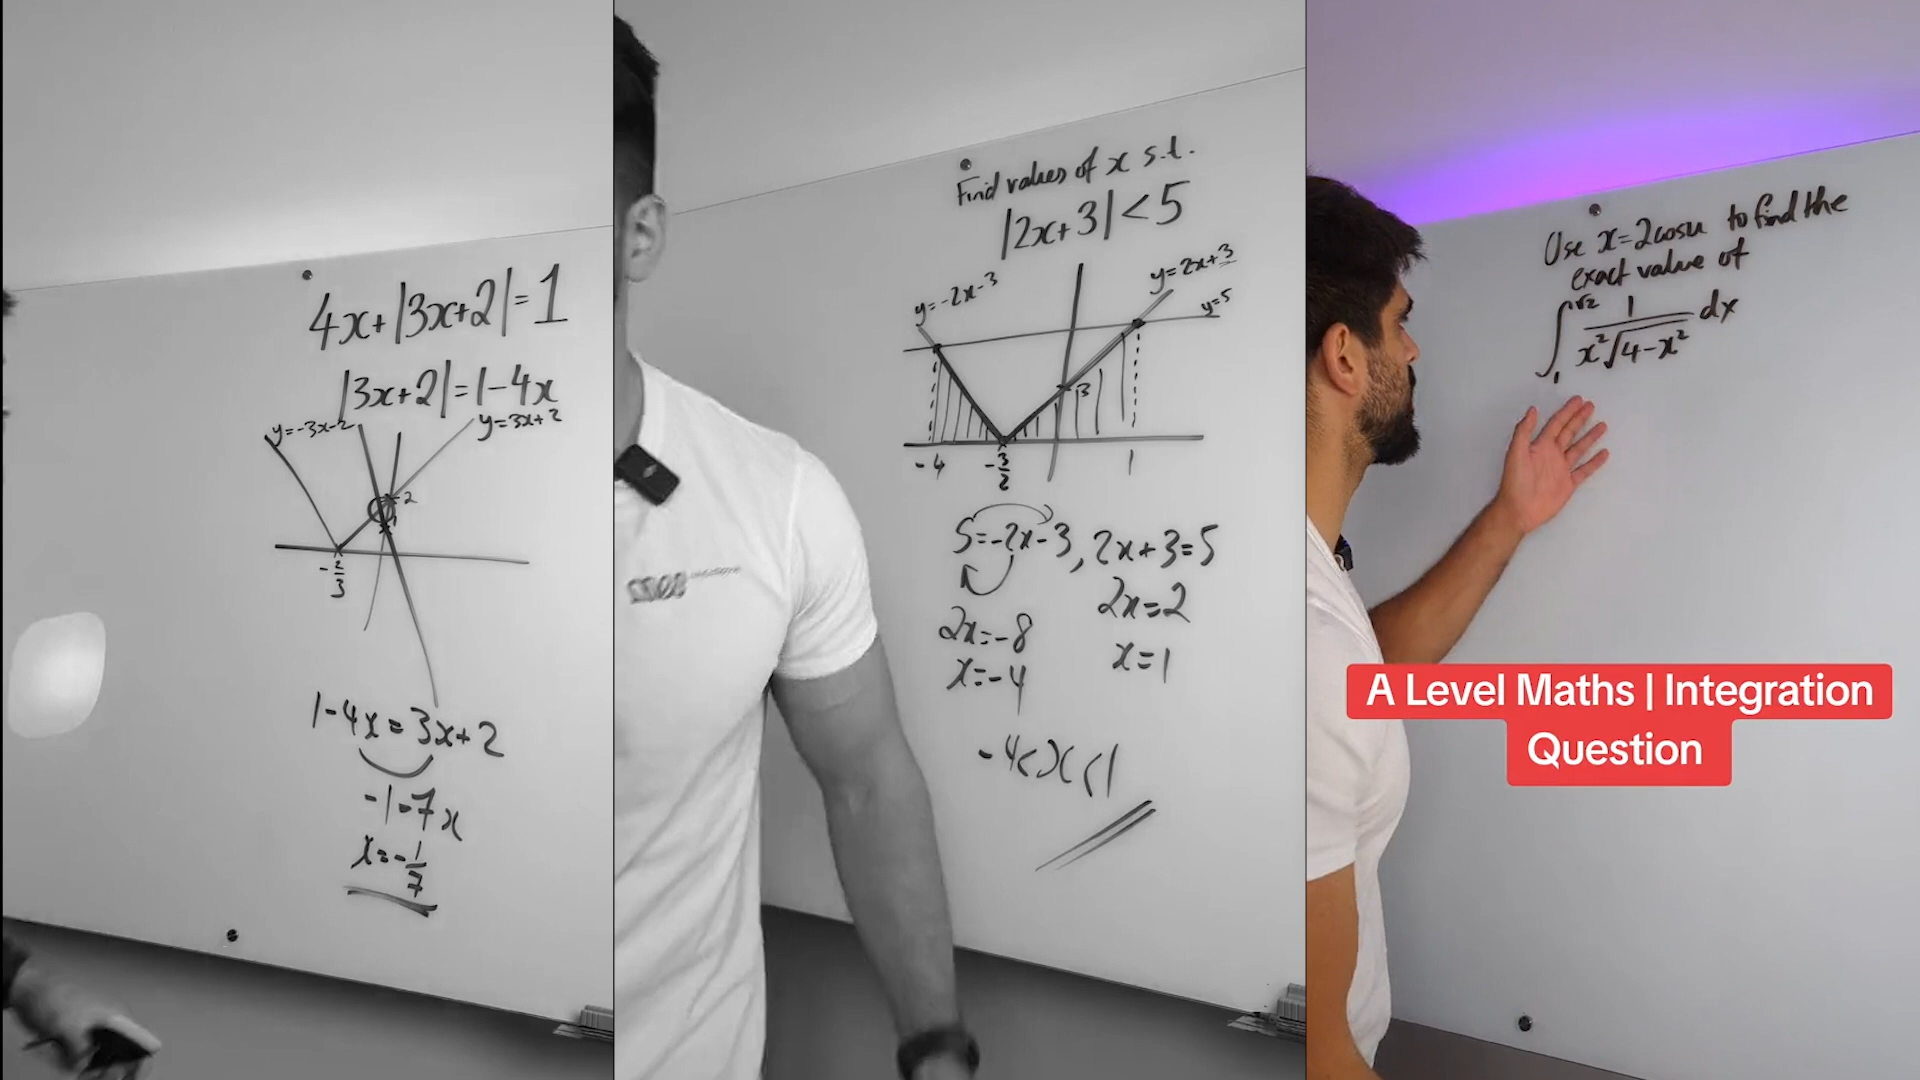 4x+|3x+2|=1
|3x+2|=1-4x
y=-3x-2
y=3x+2
2
1
-2/3
1-4x=3x+2
-1=7x
x=-1/7
Find values of x s.t.
|2x+3|<5
y=-2x-3
y=2x+3
y=5
3
-4
-3/2
1
5=-2x-3, 2x+3=5
2x=-8
2x=2
x=-4
x=1
-4<x<1
Use x=2cosu to find the
exact value of
∫₁^√2 1/(x²√(4-x²)) dx
A Level Maths | Integration
Question